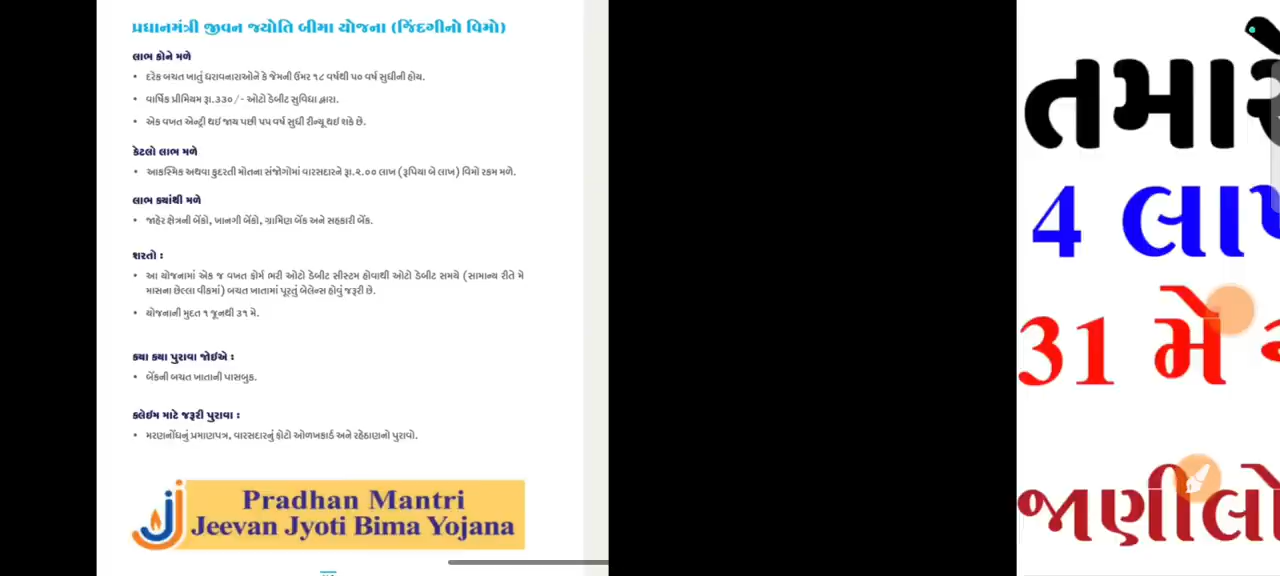 પ્રધાનમંત્રી જીવન જ્યોતિ બીમા યોજના (જિંદગીનો વિમો)
લાભ કોને મળે
• દરેક બચત ખાતું ધરાવનારાઓને કે જેમની ઉંમર ૧૮ વર્ષથી ૫૦ વર્ષ સુધીની હોય.
• વાર્ષિક પ્રીમિયમ રૂા.૩૩૦/- ઓટો ડેબીટ સુવિધા દ્વારા.
• એક વખત એન્ટ્રી થઈ જાય પછી ૫૫ વર્ષ સુધી રીન્યૂ થઈ શકે છે.
કેટલો લાભ મળે
• આકસ્મિક અથવા કુદરતી મોતના સંજોગોમાં વારસદારને રૂા.૨.૦૦ લાખ (રૂપિયા બે લાખ) વિમો રકમ મળે.
લાભ ક્યાંથી મળે
• જાહેર ક્ષેત્રની બેંકો, ખાનગી બેંકો, ગ્રામિણ બેંક અને સહકારી બેંક.
શરતો :
• આ યોજનામાં એક જ વખત ફોર્મ ભરી ઓટો ડેબીટ સીસ્ટમ હોવાથી ઓટો ડેબીટ સમયે (સામાન્ય રીતે મે
માસના છેલ્લા વીકમાં) બચત ખાતામાં પૂરતું બેલેન્સ હોવું જરૂરી છે.
• યોજનાની મુદત ૧ જૂનથી ૩૧ મે.
ક્યા ક્યા પુરાવા જોઈએ :
• બેંકની બચત ખાતાની પાસબુક.
કલેઈમ માટે જરૂરી પુરાવા :
• મરણનોંધનું પ્રમાણપત્ર, વારસદારનું ફોટો ઓળખકાર્ડ અને રહેઠાણનો પુરાવો.
Pradhan Mantri
Jeevan Jyoti Bima Yojana
તમારે
4 લાખ
31 મે
જાણીલો